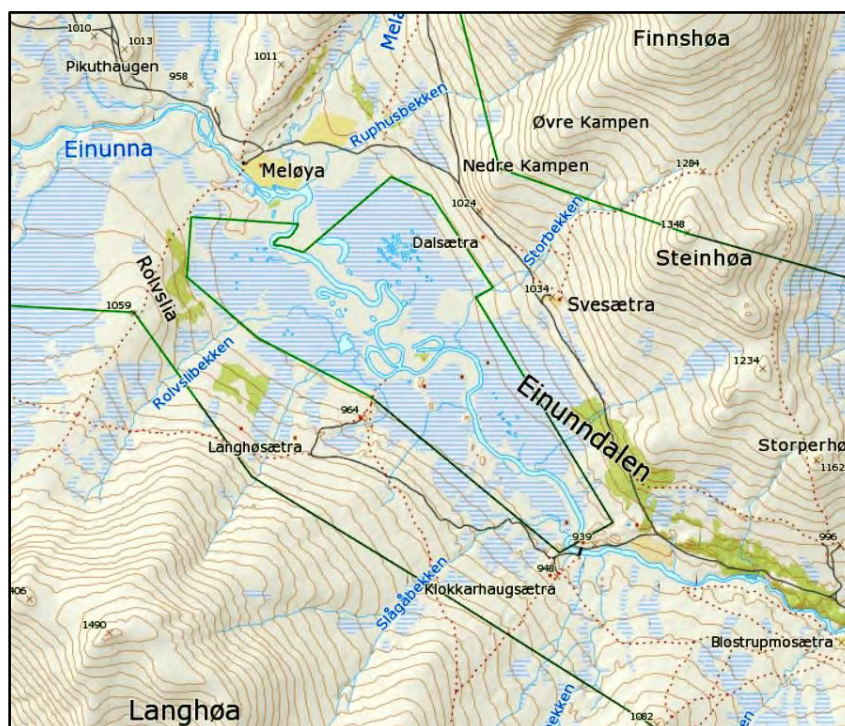 1010
1013
Pikuthaugen
958
1011
Finnshøa
Ruphusbekken
Øvre Kampen
Einunna
Meløya
Nedre Kampen
1284
1024
1348
Dalsætra
Storbekken
Steinhøa
Rolvslia
1034
Svesætra
1059
1234
Rolvslibekken
Einunndalen
964
Langhøsætra
Storperhø
1162
939
996
948
Klokkarhaugsætra
Slågåbekken
406
1490
Blostrupmosætra
bekken
Langhøa
1082